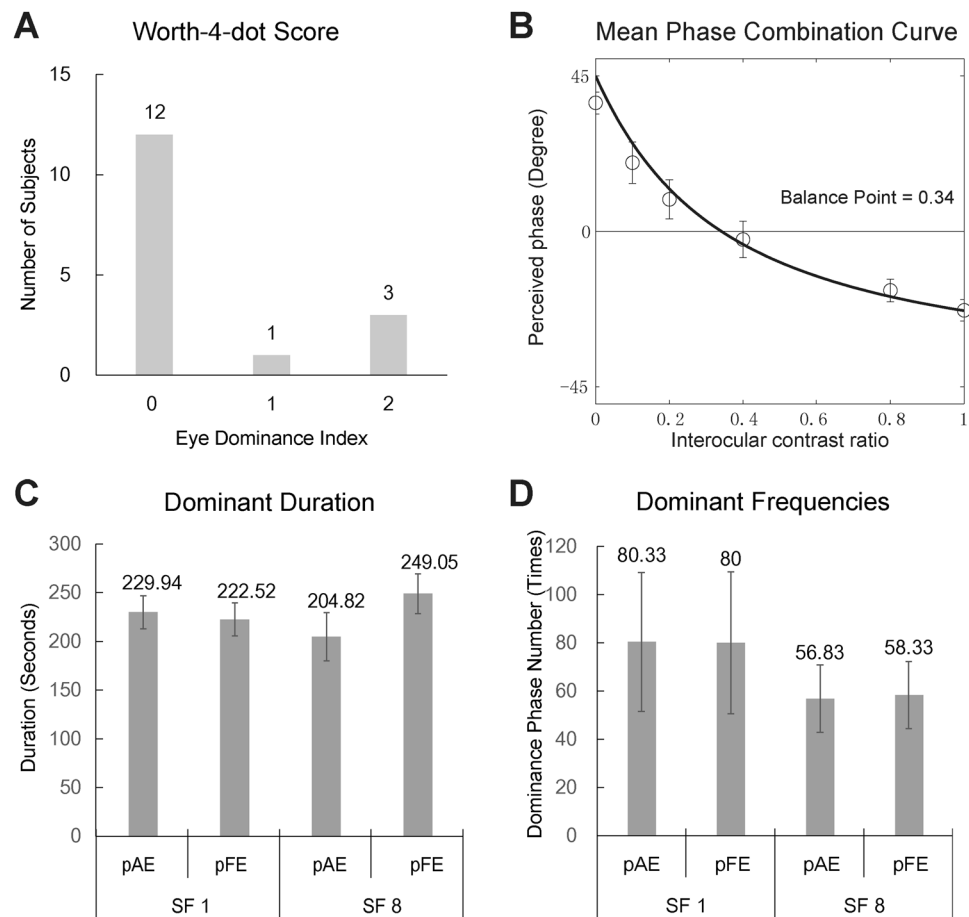 A
Worth-4-dot Score
Number of Subjects
15
10
5
0
12
1
3
0 1 2
Eye Dominance Index
B
Mean Phase Combination Curve
Perceived phase (Degree)
45
0
-45
Balance Point = 0.34
0 0.2 0.4 0.6 0.8 1
Interocular contrast ratio
C
Dominant Duration
Duration (Seconds)
300
250
200
150
100
50
0
229.94
222.52
204.82
249.05
pAE pFE pAE pFE
SF 1 SF 8
D
Dominant Frequencies
Dominance Phase Number (Times)
120
100
80
60
40
20
0
80.33
80
56.83
58.33
pAE pFE pAE pFE
SF 1 SF 8